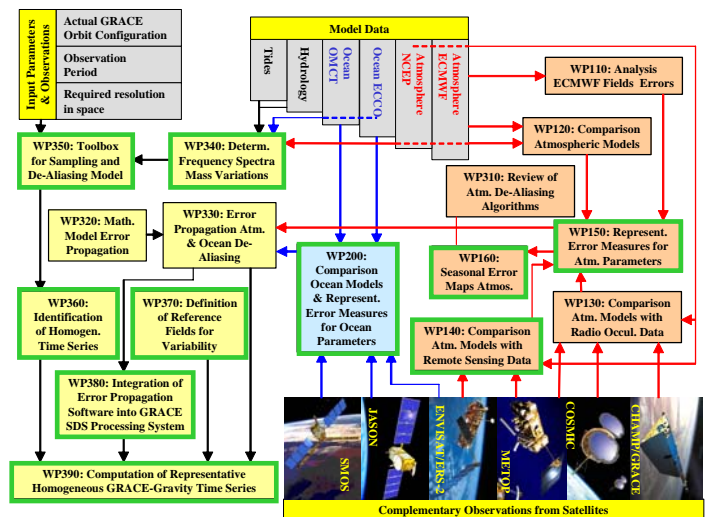 Input Parameters
& Observations
Actual GRACE
Orbit Configuration
Observation
Period
Required resolution
in space
Model Data
Tides
Hydrology
Ocean
OMCT
Ocean ECCO
Atmosphere
NCEP
Atmosphere
ECMWF
WP110: Analysis
ECMWF Fields Errors
WP120: Comparison
Atmospheric Models
WP350: Toolbox
for Sampling and
De-Aliasing Model
WP340: Determ.
Frequency Spectra
Mass Variations
WP310: Review of
Atm. De-Aliasing
Algorithms
WP320: Math.
Model Error
Propagation
WP330: Error
Propagation Atm.
& Ocean De-
Aliasing
WP200:
Comparison
Ocean Models
& Represent.
Error Measures
for Ocean
Parameters
WP160:
Seasonal Error
Maps Atmos.
WP150: Represent.
Error Measures for
Atm. Parameters
WP360:
Identification
of Homogen.
Time Series
WP370: Definition
of Reference
Fields for
Variability
WP140: Comparison
Atm. Models with
Remote Sensing Data
WP130: Comparison
Atm. Models with
Radio Occul. Data
WP380: Integration of
Error Propagation
Software into GRACE
SDS Processing System
WP390: Computation of Representative
Homogeneous GRACE-Gravity Time Series
SMOS
JASON
ENVISAT/ERS-2
METOP
COSMIC
CHAMP/GRACE
Complementary Observations from Satellites